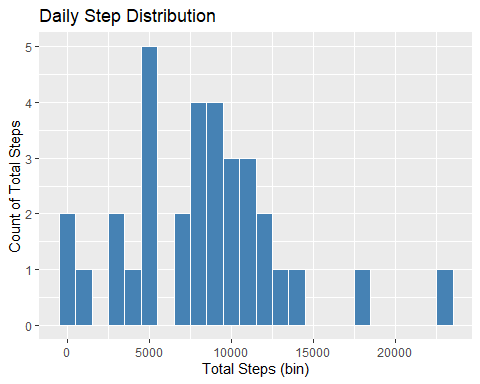 Daily Step Distribution
5
4
3
2
1
0
Count of Total Steps
0 5000 10000 15000 20000
Total Steps (bin)